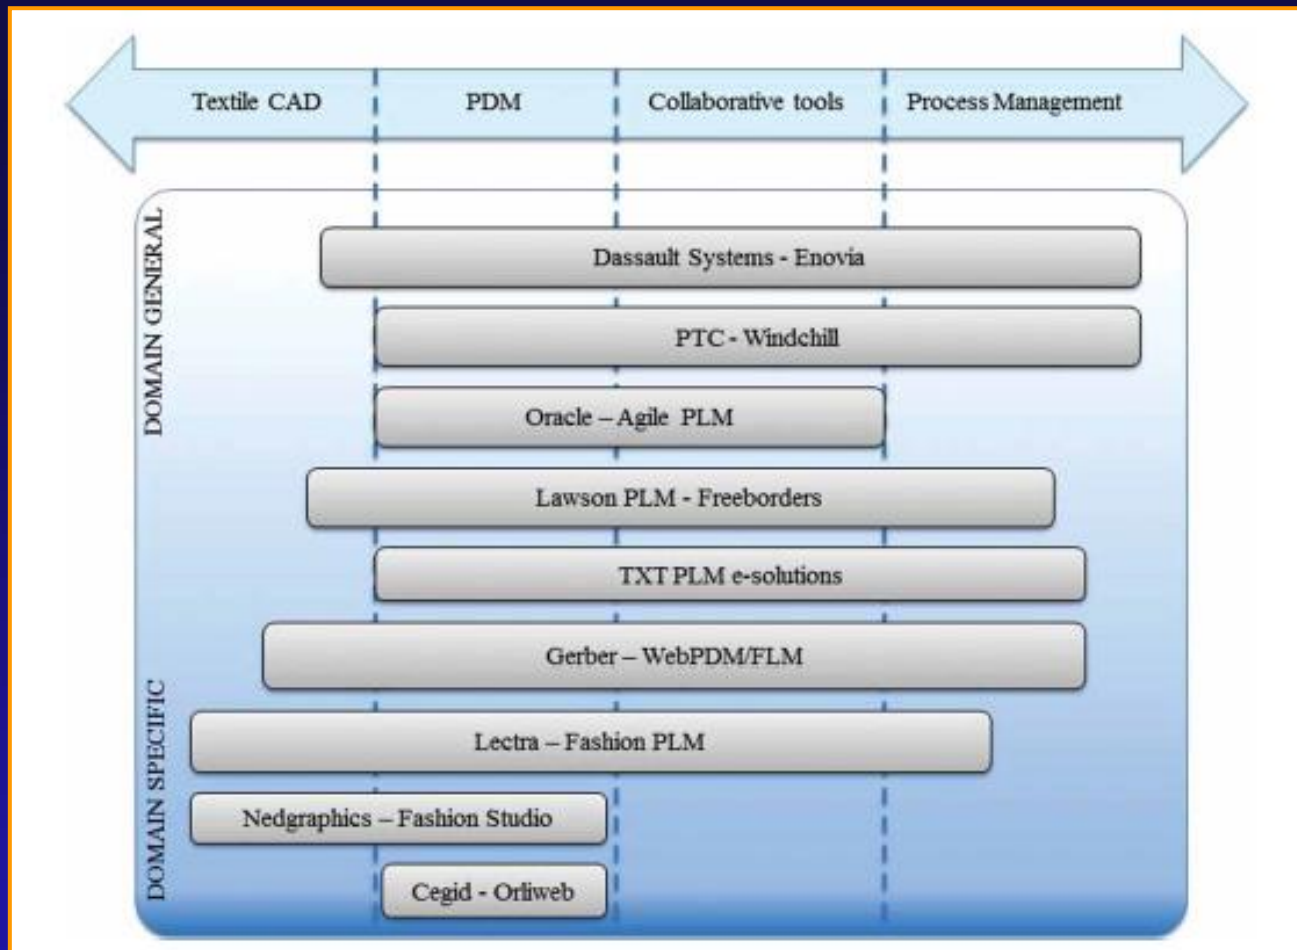 Textile CAD
PDM
Collaborative tools
Process Management
DOMAIN GENERAL
Dassault Systems - Enovia
PTC - Windchill
Oracle – Agile PLM
Lawson PLM - Freeborders
TXT PLM e-solutions
Gerber – WebPDM/FLM
DOMAIN SPECIFIC
Lectra – Fashion PLM
Nedgraphics – Fashion Studio
Cegid - Orliweb